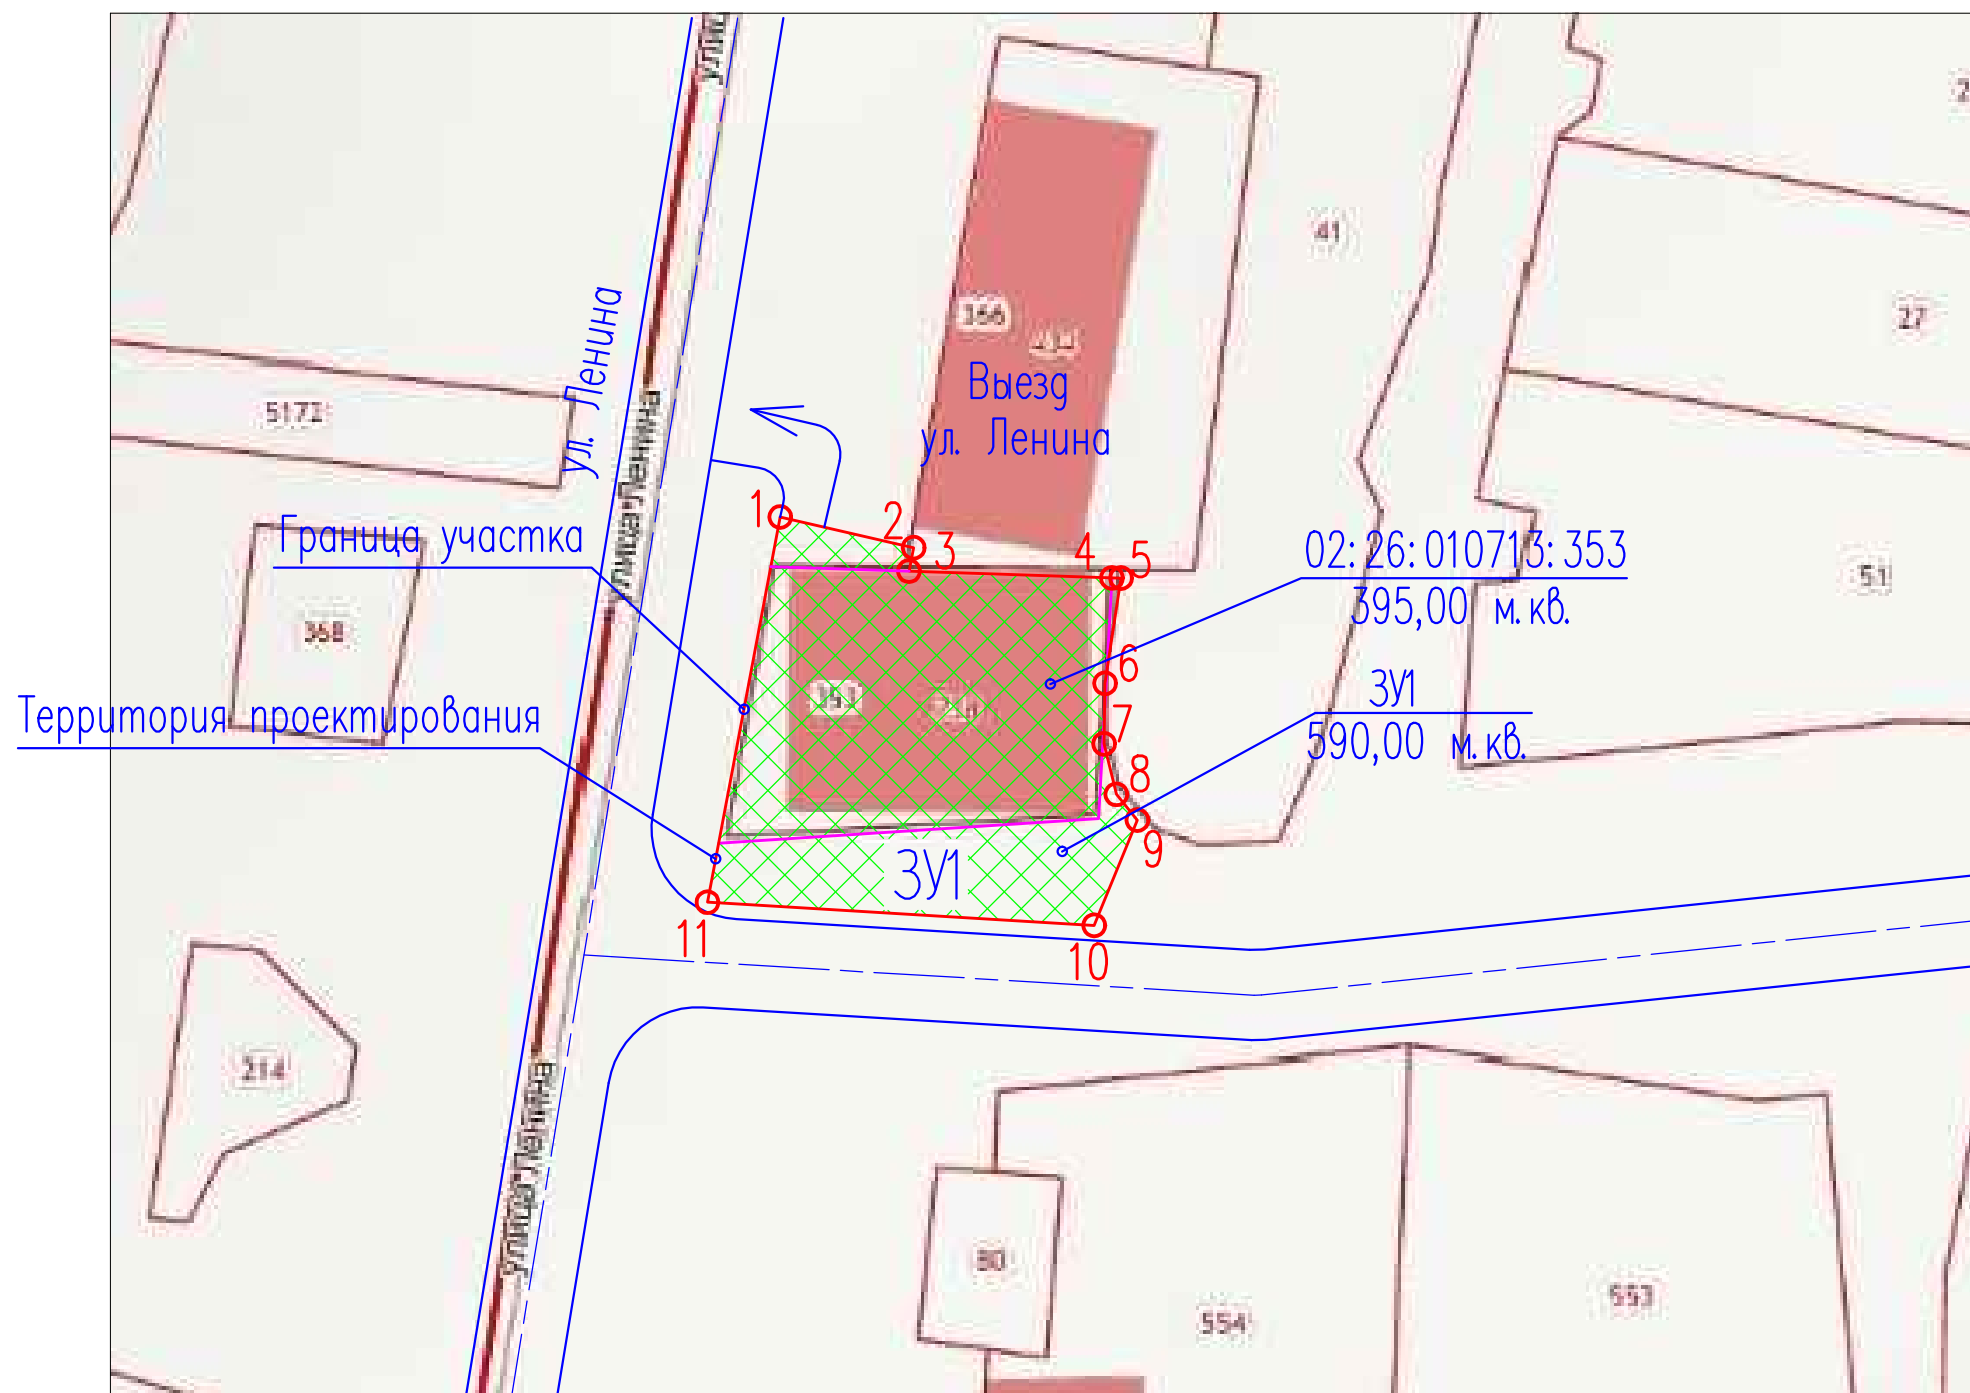 ул. Ленина
улица Ленина
улица Ленина
Выезд
ул. Ленина
Граница участка
Территория проектирования
02:26:010713:353
395,00 м.кв.
ЗУ1
590,00 м.кв.
ЗУ1
1
2
3
4
5
6
7
8
9
10
11
366
41
27
5172
368
353
51
214
80
554
553